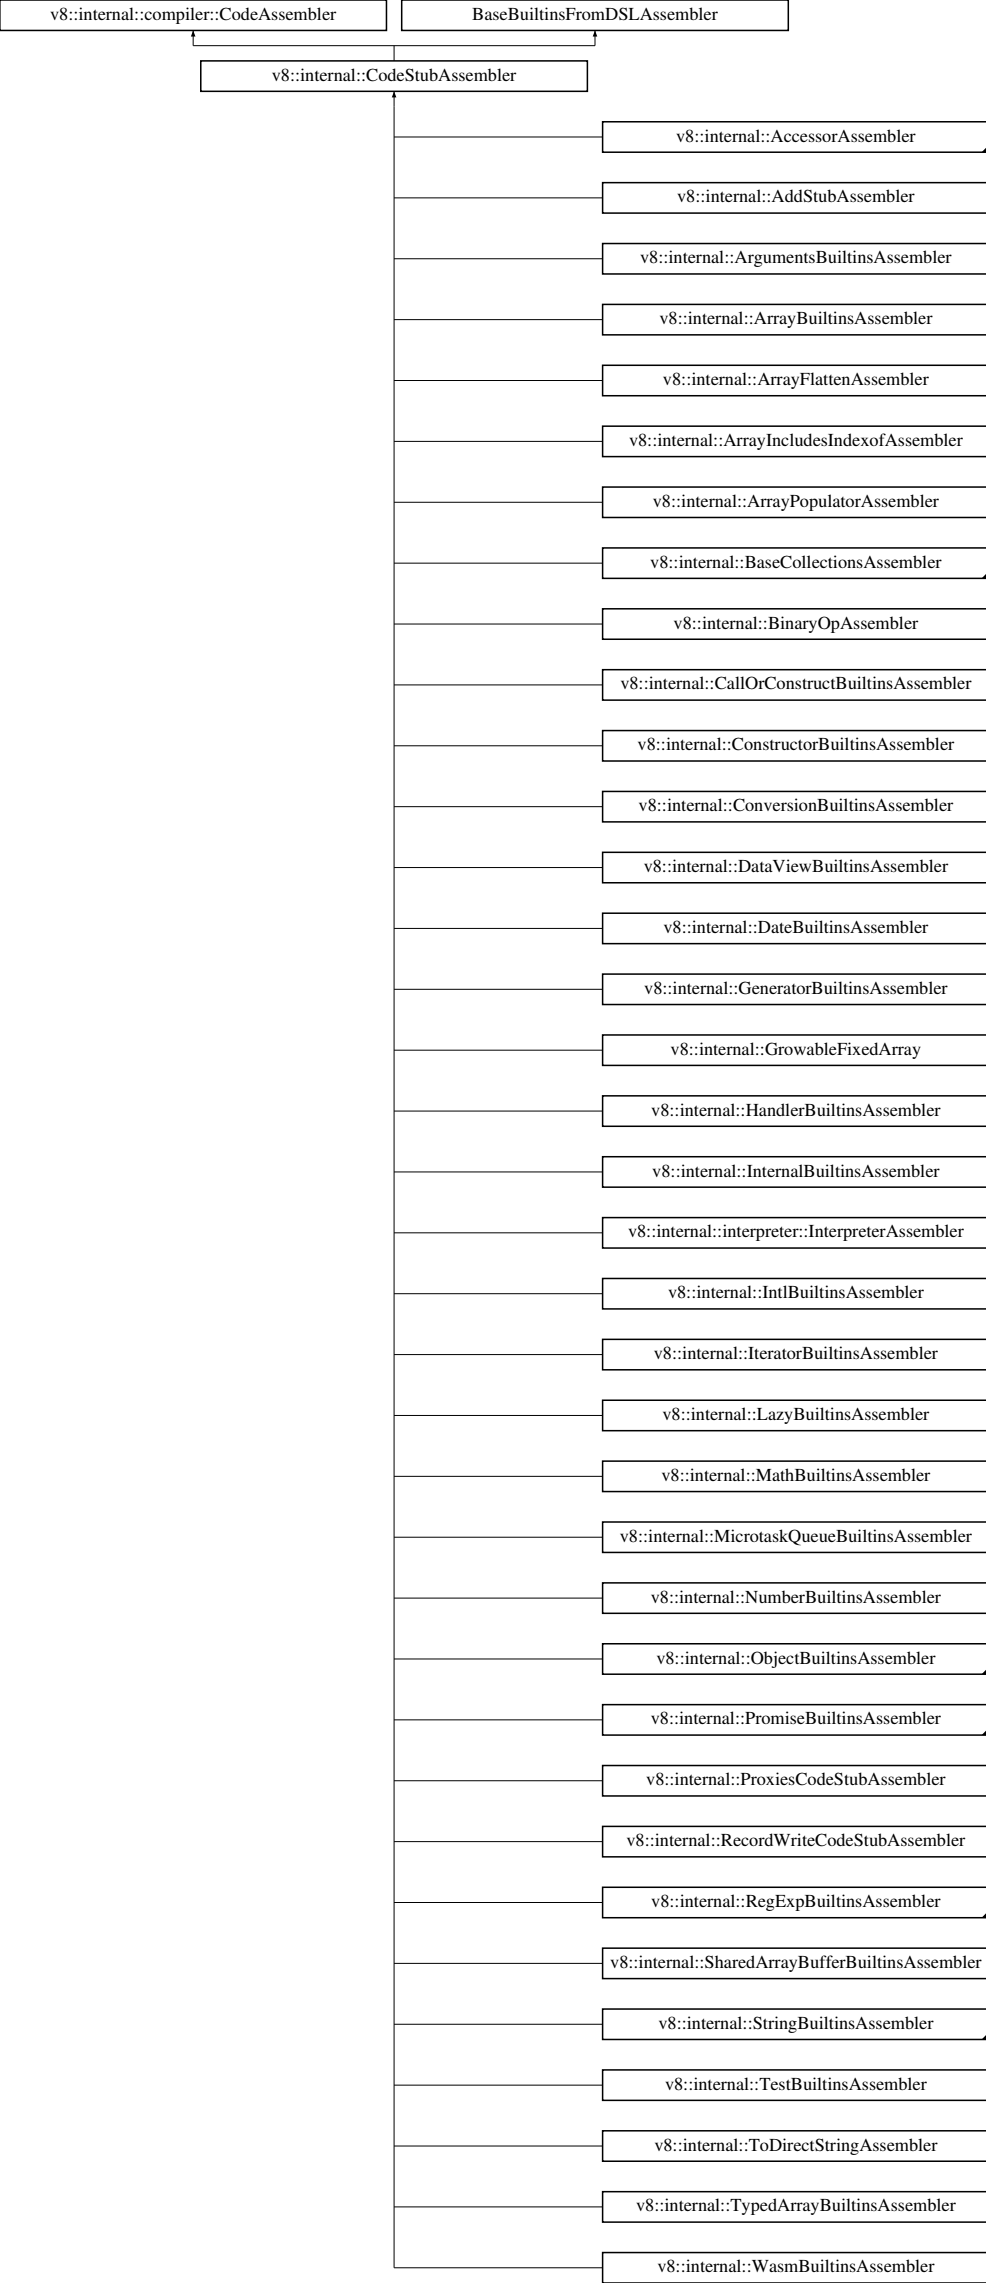 v8::internal::compiler::CodeAssembler
BaseBuiltinsFromDSLAssembler
v8::internal::CodeStubAssembler
v8::internal::AccessorAssembler
v8::internal::AddStubAssembler
v8::internal::ArgumentsBuiltinsAssembler
v8::internal::ArrayBuiltinsAssembler
v8::internal::ArrayFlattenAssembler
v8::internal::ArrayIncludesIndexofAssembler
v8::internal::ArrayPopulatorAssembler
v8::internal::BaseCollectionsAssembler
v8::internal::BinaryOpAssembler
v8::internal::CallOrConstructBuiltinsAssembler
v8::internal::ConstructorBuiltinsAssembler
v8::internal::ConversionBuiltinsAssembler
v8::internal::DataViewBuiltinsAssembler
v8::internal::DateBuiltinsAssembler
v8::internal::GeneratorBuiltinsAssembler
v8::internal::GrowableFixedArray
v8::internal::HandlerBuiltinsAssembler
v8::internal::InternalBuiltinsAssembler
v8::internal::interpreter::InterpreterAssembler
v8::internal::IntlBuiltinsAssembler
v8::internal::IteratorBuiltinsAssembler
v8::internal::LazyBuiltinsAssembler
v8::internal::MathBuiltinsAssembler
v8::internal::MicrotaskQueueBuiltinsAssembler
v8::internal::NumberBuiltinsAssembler
v8::internal::ObjectBuiltinsAssembler
v8::internal::PromiseBuiltinsAssembler
v8::internal::ProxiesCodeStubAssembler
v8::internal::RecordWriteCodeStubAssembler
v8::internal::RegExpBuiltinsAssembler
v8::internal::SharedArrayBufferBuiltinsAssembler
v8::internal::StringBuiltinsAssembler
v8::internal::TestBuiltinsAssembler
v8::internal::ToDirectStringAssembler
v8::internal::TypedArrayBuiltinsAssembler
v8::internal::WasmBuiltinsAssembler